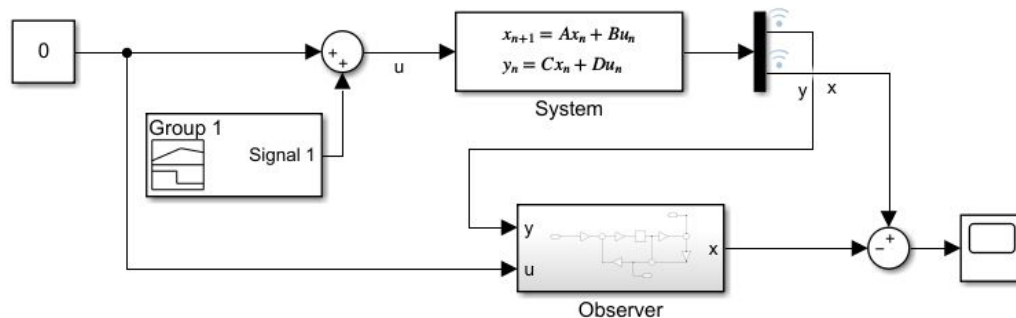 0
+
+
u
x_{n+1} = Ax_n + Bu_n
y_n = Cx_n + Du_n
System
y
x
Group 1
Signal 1
y
u
x
Observer
+
−